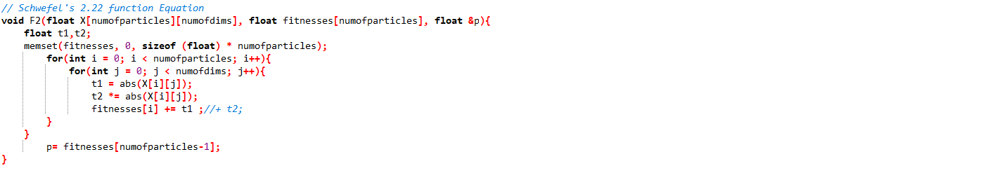 // Schwefel's 2.22 function Equation
void F2(float X[numofparticles][numofdims], float fitnesses[numofparticles], float &p){
    float t1,t2;
    memset(fitnesses, 0, sizeof (float) * numofparticles);
        for(int i = 0; i < numofparticles; i++){
            for(int j = 0; j < numofdims; j++){
                t1 = abs(X[i][j]);
                t2 *= abs(X[i][j]);
                fitnesses[i] += t1 ;//+ t2;
        }
    }
        p= fitnesses[numofparticles-1];
}